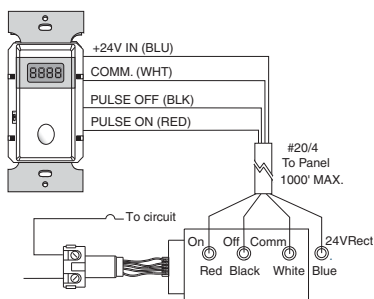 +24V IN (BLU)
8888
COMM. (WHT)
PULSE OFF (BLK)
PULSE ON (RED)
#20/4
To Panel
1000' MAX.
To circuit
On Off Comm 24VRect
Red Black White Blue